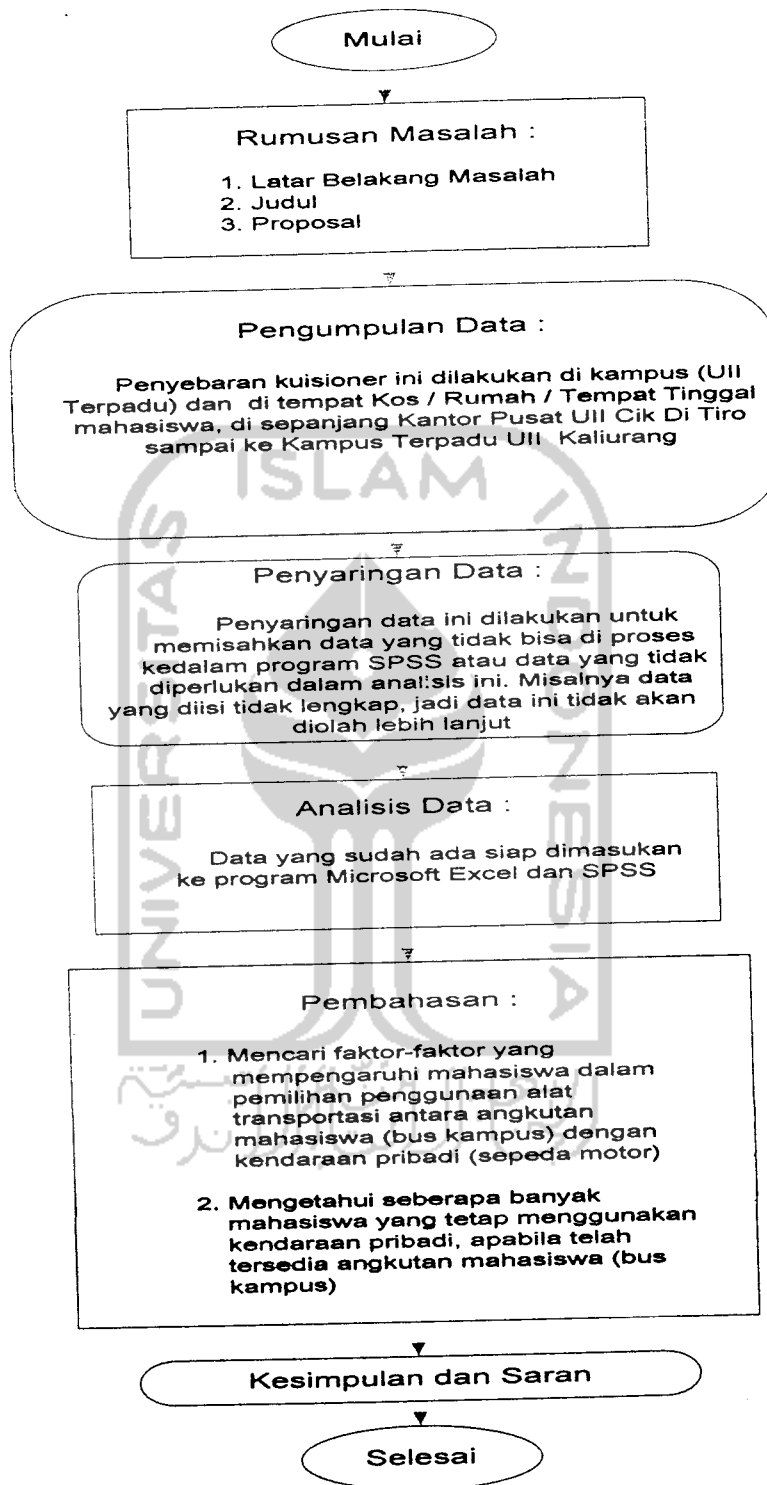 Mulai
Rumusan Masalah :
1. Latar Belakang Masalah
2. Judul
3. Proposal
Pengumpulan Data :
Penyebaran kuisioner ini dilakukan di kampus (UII
Terpadu) dan di tempat Kos / Rumah / Tempat Tinggal
mahasiswa, di sepanjang Kantor Pusat UII Cik Di Tiro
sampai ke Kampus Terpadu UII Kaliurang
UNIVERSITAS ISLAM INDONESIA
Penyaringan Data :
Penyaringan data ini dilakukan untuk
memisahkan data yang tidak bisa di proses
kedalam program SPSS atau data yang tidak
diperlukan dalam analisis ini. Misalnya data
yang diisi tidak lengkap, jadi data ini tidak akan
diolah lebih lanjut
Analisis Data :
Data yang sudah ada siap dimasukan
ke program Microsoft Excel dan SPSS
Pembahasan :
1. Mencari faktor-faktor yang
mempengaruhi mahasiswa dalam
pemilihan penggunaan alat
transportasi antara angkutan
mahasiswa (bus kampus) dengan
kendaraan pribadi (sepeda motor)
2. Mengetahui seberapa banyak
mahasiswa yang tetap menggunakan
kendaraan pribadi, apabila telah
tersedia angkutan mahasiswa (bus
kampus)
Kesimpulan dan Saran
Selesai